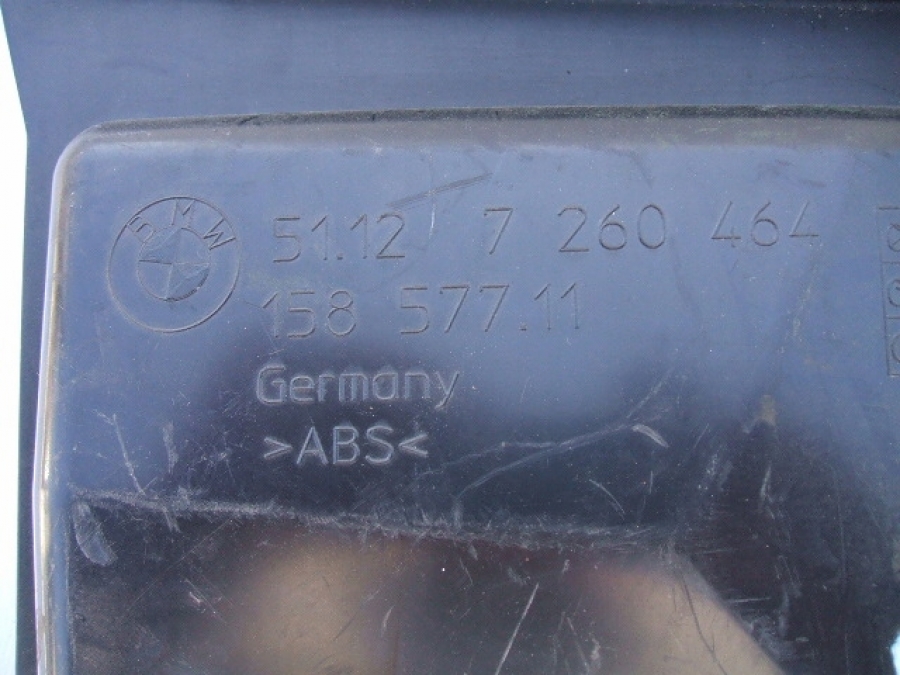 BMW 51.12 7 260 464
158 577.11
Germany
>ABS<